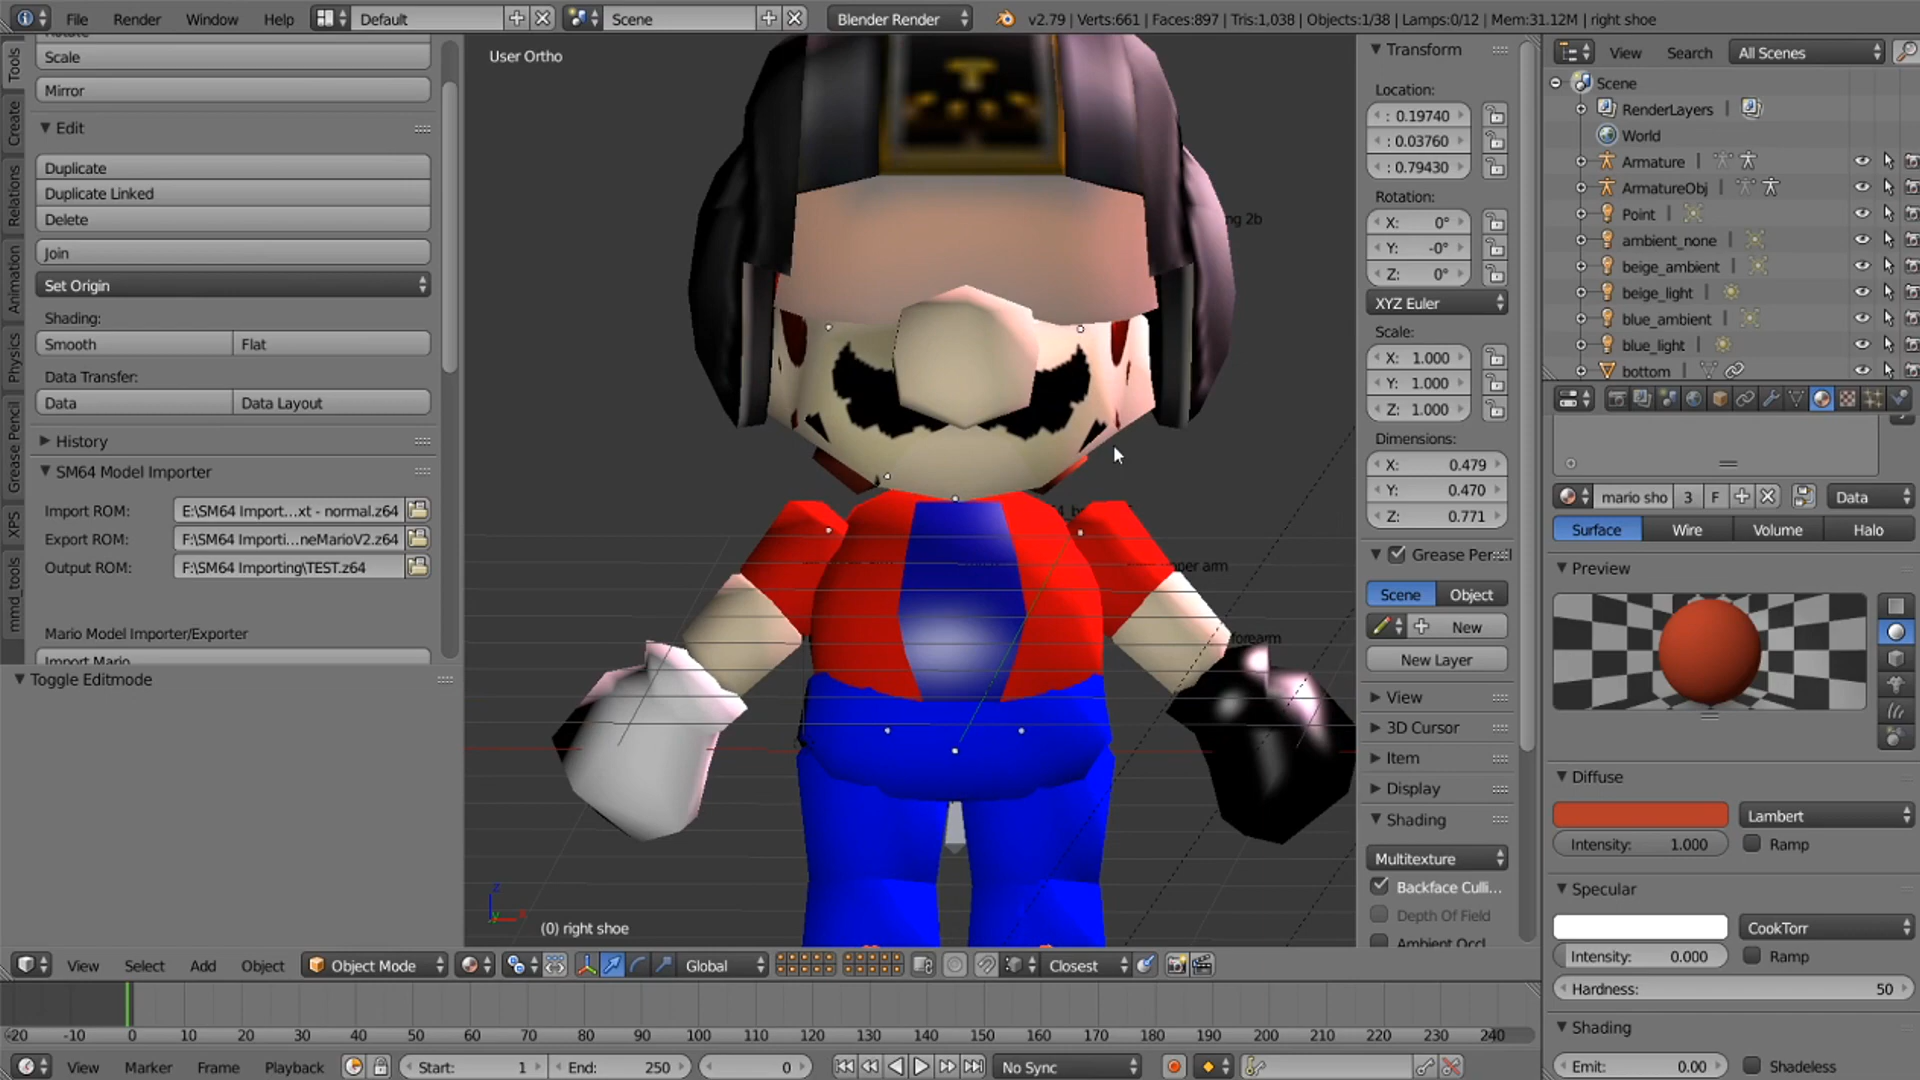 File Render Window Help Default Scene Blender Render v2.79 | Verts:661 | Faces:897 | Tris:1,038 | Objects:1/38 | Lamps:0/12 | Mem:31.12M | right shoe
Tools
Create
Relations
Animation
Physics
Grease Pencil
XPS
mmd_tools
Scale
Mirror
Edit
Duplicate
Duplicate Linked
Delete
Join
Set Origin
Shading:
Smooth Flat
Data Transfer:
Data Data Layout
History
SM64 Model Importer
Import ROM: E:\SM64 Import...xt - normal.z64
Export ROM: F:\SM64 Importi...neMarioV2.z64
Output ROM: F:\SM64 Importing\TEST.z64
Mario Model Importer/Exporter
Import Mario
Toggle Editmode
User Ortho
ng 2b
per arm
forearm
(0) right shoe
Transform
Location:
: 0.19740
: 0.03760
: 0.79430
Rotation:
X: 0°
Y: -0°
Z: 0°
XYZ Euler
Scale:
X: 1.000
Y: 1.000
Z: 1.000
Dimensions:
X: 0.479
Y: 0.470
Z: 0.771
Grease Pen
Scene Object
New
New Layer
View
3D Cursor
Item
Display
Shading
Multitexture
Backface Culli...
Depth Of Field
Ambient Occl
View Search All Scenes
Scene
RenderLayers |
World
Armature |
ArmatureObj |
Point |
ambient_none |
beige_ambient |
beige_light |
blue_ambient |
blue_light |
bottom |
mario sho 3 F Data
Surface Wire Volume Halo
Preview
Diffuse
Lambert
Intensity: 1.000 Ramp
Specular
CookTorr
Intensity: 0.000 Ramp
Hardness: 50
Shading
Emit: 0.00 Shadeless
View Select Add Object Object Mode Global Closest
-20 -10 0 10 20 30 40 50 60 70 80 90 100 110 120 130 140 150 160 170 180 190 200 210 220 230 240
View Marker Frame Playback Start: 1 End: 250 0 No Sync